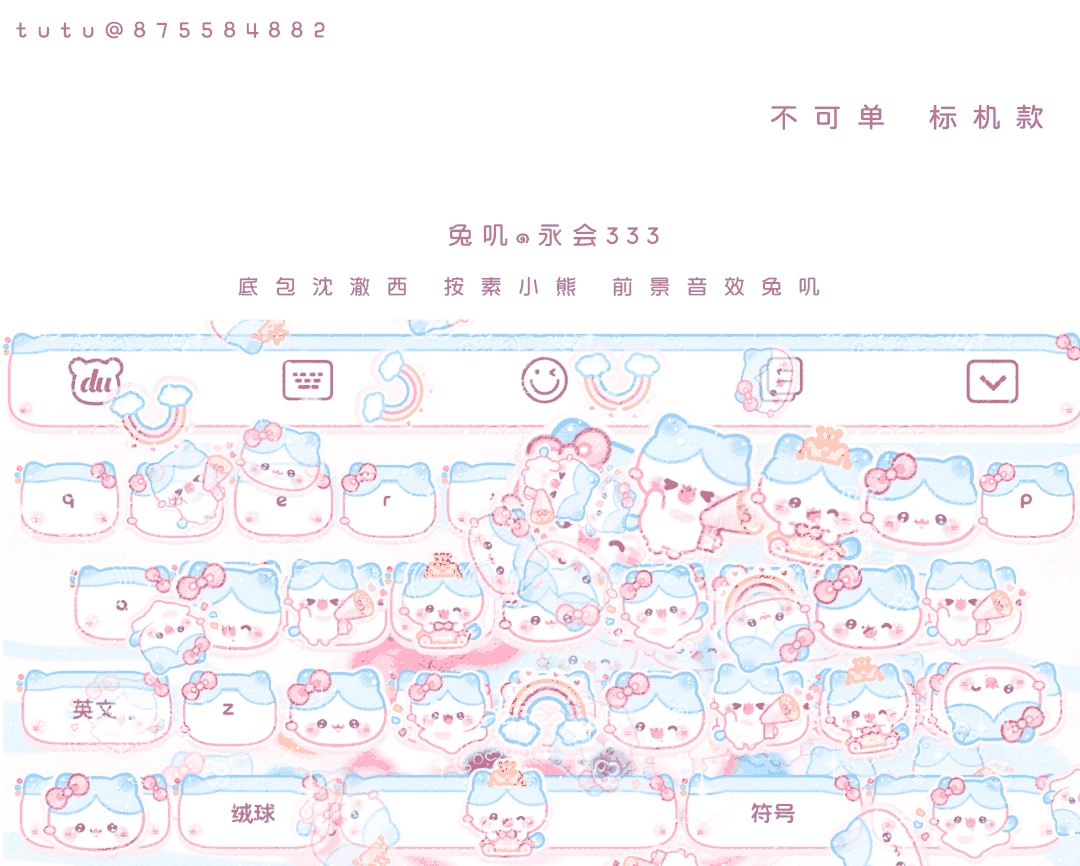 tutu@875584882
不可单 标机款
兔叽๑永会333
底包沈澈西 按素小熊 前景音效兔叽
du
q e r p
a
英文 z
绒球 符号